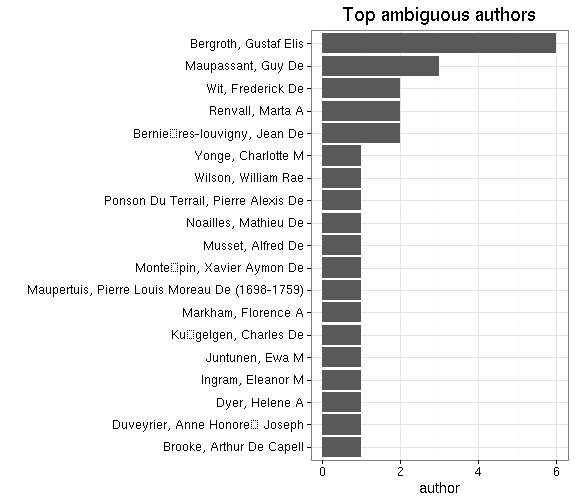 Top ambiguous authors
Bergroth, Gustaf Elis
Maupassant, Guy De
Wit, Frederick De
Renvall, Marta A
Bernie□res-louvigny, Jean De
Yonge, Charlotte M
Wilson, William Rae
Ponson Du Terrail, Pierre Alexis De
Noailles, Mathieu De
Musset, Alfred De
Monte□pin, Xavier Aymon De
Maupertuis, Pierre Louis Moreau De (1698-1759)
Markham, Florence A
Ku□gelgen, Charles De
Juntunen, Ewa M
Ingram, Eleanor M
Dyer, Helene A
Duveyrier, Anne Honore□ Joseph
Brooke, Arthur De Capell
0 2 4 6
author